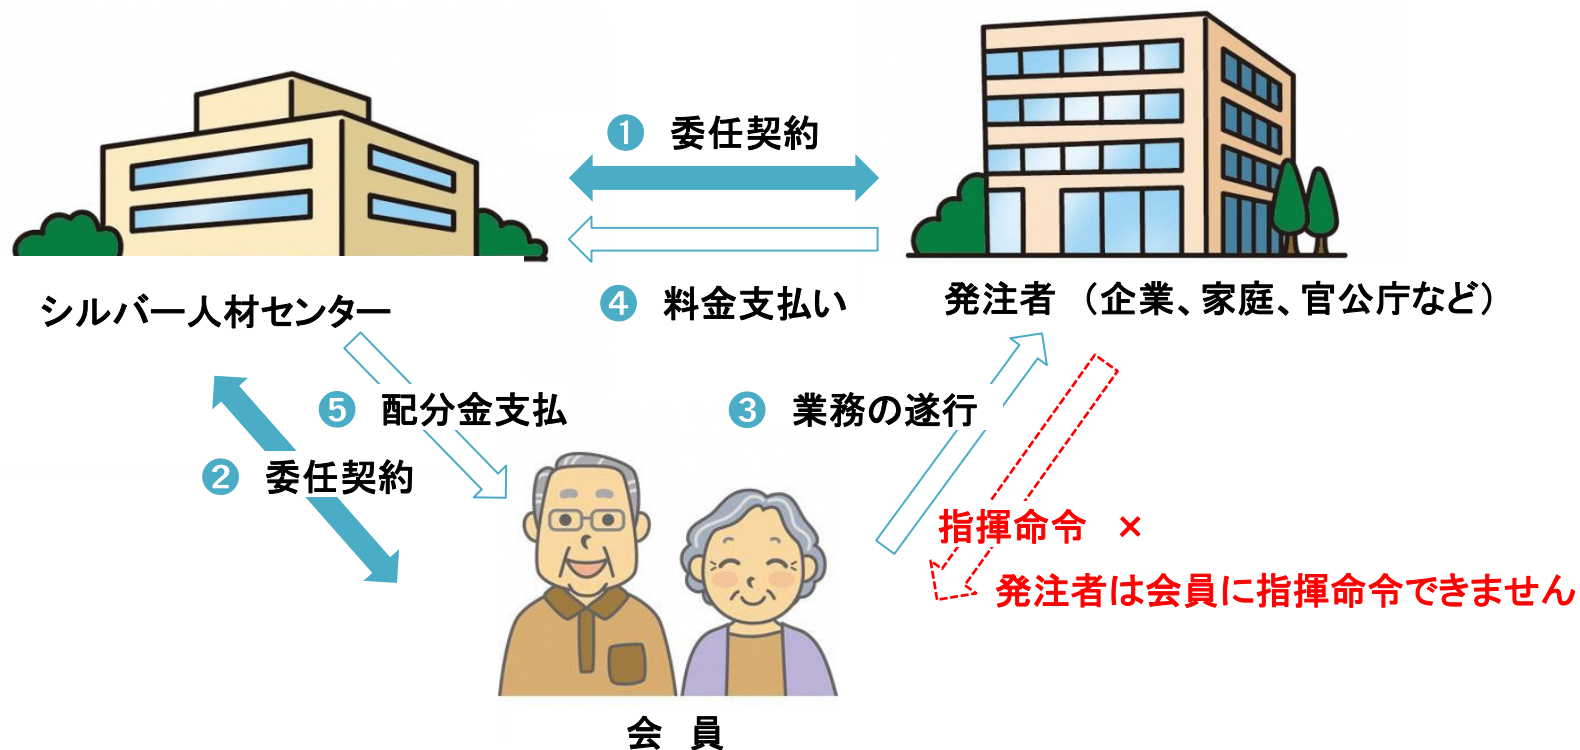 ❶ 委任契約
❹ 料金支払い
シルバー人材センター
発注者 （企業、家庭、官公庁など）
❺ 配分金支払
❸ 業務の遂行
❷ 委任契約
指揮命令 ×
発注者は会員に指揮命令できません
会 員